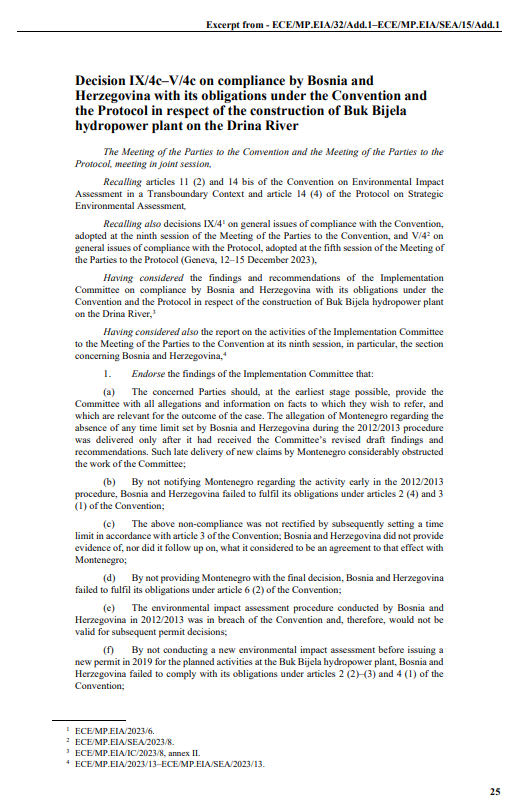 Excerpt from - ECE/MP.EIA/32/Add.1–ECE/MP.EIA/SEA/15/Add.1
Decision IX/4c–V/4c on compliance by Bosnia and
Herzegovina with its obligations under the Convention and
the Protocol in respect of the construction of Buk Bijela
hydropower plant on the Drina River
The Meeting of the Parties to the Convention and the Meeting of the Parties to the
Protocol, meeting in joint session,
Recalling articles 11 (2) and 14 bis of the Convention on Environmental Impact
Assessment in a Transboundary Context and article 14 (4) of the Protocol on Strategic
Environmental Assessment,
Recalling also decisions IX/4¹ on general issues of compliance with the Convention,
adopted at the ninth session of the Meeting of the Parties to the Convention, and V/4² on
general issues of compliance with the Protocol, adopted at the fifth session of the Meeting of
the Parties to the Protocol (Geneva, 12–15 December 2023),
Having considered the findings and recommendations of the Implementation
Committee on compliance by Bosnia and Herzegovina with its obligations under the
Convention and the Protocol in respect of the construction of Buk Bijela hydropower plant
on the Drina River,³
Having considered also the report on the activities of the Implementation Committee
to the Meeting of the Parties to the Convention at its ninth session, in particular, the section
concerning Bosnia and Herzegovina,⁴
1. Endorse the findings of the Implementation Committee that:
(a) The concerned Parties should, at the earliest stage possible, provide the
Committee with all allegations and information on facts to which they wish to refer, and
which are relevant for the outcome of the case. The allegation of Montenegro regarding the
absence of any time limit set by Bosnia and Herzegovina during the 2012/2013 procedure
was delivered only after it had received the Committee's revised draft findings and
recommendations. Such late delivery of new claims by Montenegro considerably obstructed
the work of the Committee;
(b) By not notifying Montenegro regarding the activity early in the 2012/2013
procedure, Bosnia and Herzegovina failed to fulfil its obligations under articles 2 (4) and 3
(1) of the Convention;
(c) The above non-compliance was not rectified by subsequently setting a time
limit in accordance with article 3 of the Convention; Bosnia and Herzegovina did not provide
evidence of, nor did it follow up on, what it considered to be an agreement to that effect with
Montenegro;
(d) By not providing Montenegro with the final decision, Bosnia and Herzegovina
failed to fulfil its obligations under article 6 (2) of the Convention;
(e) The environmental impact assessment procedure conducted by Bosnia and
Herzegovina in 2012/2013 was in breach of the Convention and, therefore, would not be
valid for subsequent permit decisions;
(f) By not conducting a new environmental impact assessment before issuing a
new permit in 2019 for the planned activities at the Buk Bijela hydropower plant, Bosnia and
Herzegovina failed to comply with its obligations under articles 2 (2)–(3) and 4 (1) of the
Convention;
¹ ECE/MP.EIA/2023/6.
² ECE/MP.EIA/SEA/2023/8.
³ ECE/MP.EIA/IC/2023/8, annex II.
⁴ ECE/MP.EIA/2023/13–ECE/MP.EIA/SEA/2023/13.
25